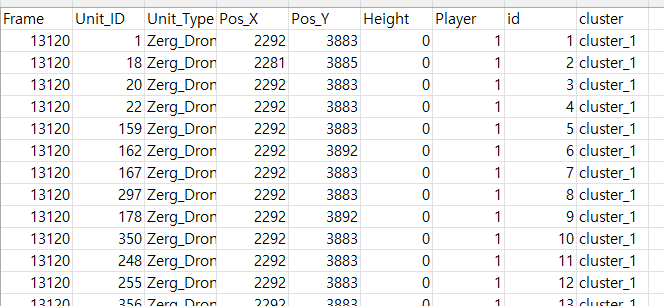 Frame Unit_ID Unit_Type Pos_X Pos_Y Height Player id cluster
13120 1 Zerg_Dron 2292 3883 0 1 1 cluster_1
13120 18 Zerg_Dron 2281 3885 0 1 2 cluster_1
13120 20 Zerg_Dron 2292 3883 0 1 3 cluster_1
13120 22 Zerg_Dron 2292 3883 0 1 4 cluster_1
13120 159 Zerg_Dron 2292 3883 0 1 5 cluster_1
13120 162 Zerg_Dron 2292 3892 0 1 6 cluster_1
13120 167 Zerg_Dron 2292 3883 0 1 7 cluster_1
13120 297 Zerg_Dron 2292 3883 0 1 8 cluster_1
13120 178 Zerg_Dron 2292 3892 0 1 9 cluster_1
13120 350 Zerg_Dron 2292 3883 0 1 10 cluster_1
13120 248 Zerg_Dron 2292 3883 0 1 11 cluster_1
13120 255 Zerg_Dron 2292 3883 0 1 12 cluster_1
13120 356 Zerg_Dron 2292 3883 0 1 13 cluster_1